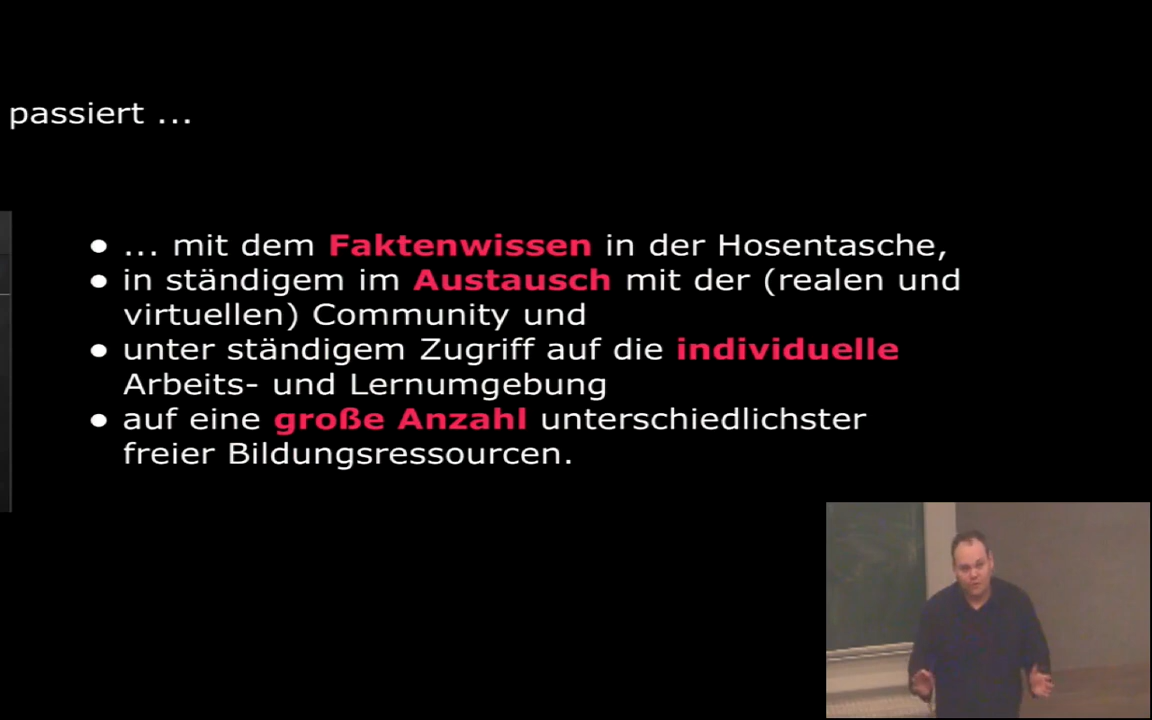 passiert ...
● ... mit dem Faktenwissen in der Hosentasche,
● in ständigem im Austausch mit der (realen und
virtuellen) Community und
● unter ständigem Zugriff auf die individuelle
Arbeits- und Lernumgebung
● auf eine große Anzahl unterschiedlichster
freier Bildungsressourcen.